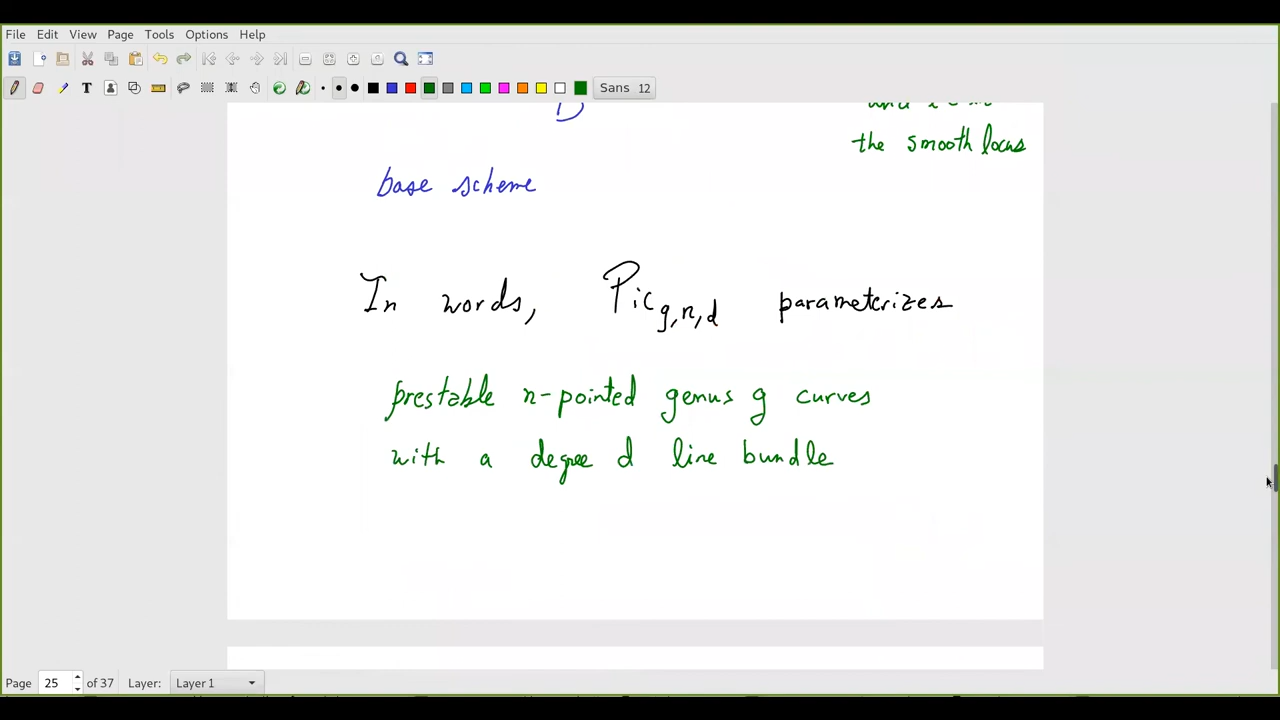 File Edit View Page Tools Options Help
Sans 12
the smooth locus
base scheme
In words, Pic_{g,n,d} parameterizes
prestable n-pointed genus g curves
with a degree d line bundle
Page 25 of 37 Layer: Layer 1